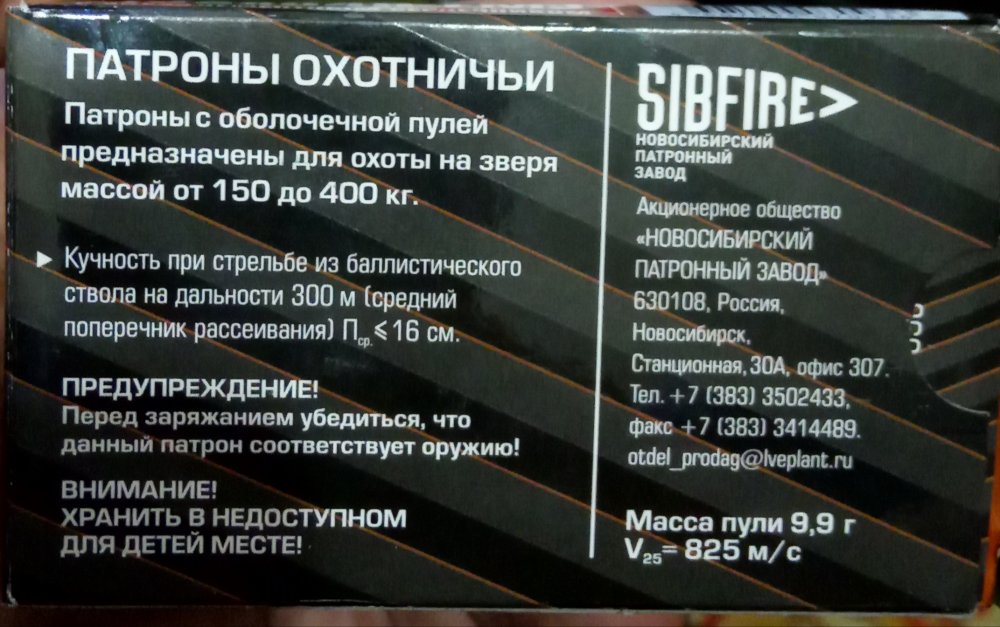 ПАТРОНЫ ОХОТНИЧЬИ
Патроны с оболочечной пулей
предназначены для охоты на зверя
массой от 150 до 400 кг.
Кучность при стрельбе из баллистического
ствола на дальности 300 м (средний
поперечник рассеивания) Пср.⩽16 см.
ПРЕДУПРЕЖДЕНИЕ!
Перед заряжанием убедиться, что
данный патрон соответствует оружию!
ВНИМАНИЕ!
ХРАНИТЬ В НЕДОСТУПНОМ
ДЛЯ ДЕТЕЙ МЕСТЕ!
SIBFIRE>
НОВОСИБИРСКИЙ
ПАТРОННЫЙ
ЗАВОД
Акционерное общество
«НОВОСИБИРСКИЙ
ПАТРОННЫЙ ЗАВОД»
630108, Россия,
Новосибирск,
Станционная, 30А, офис 307.
Тел. +7 (383) 3502433,
факс +7 (383) 3414489.
otdel_prodag@lveplant.ru
Масса пули 9,9 г
V25= 825 м/с